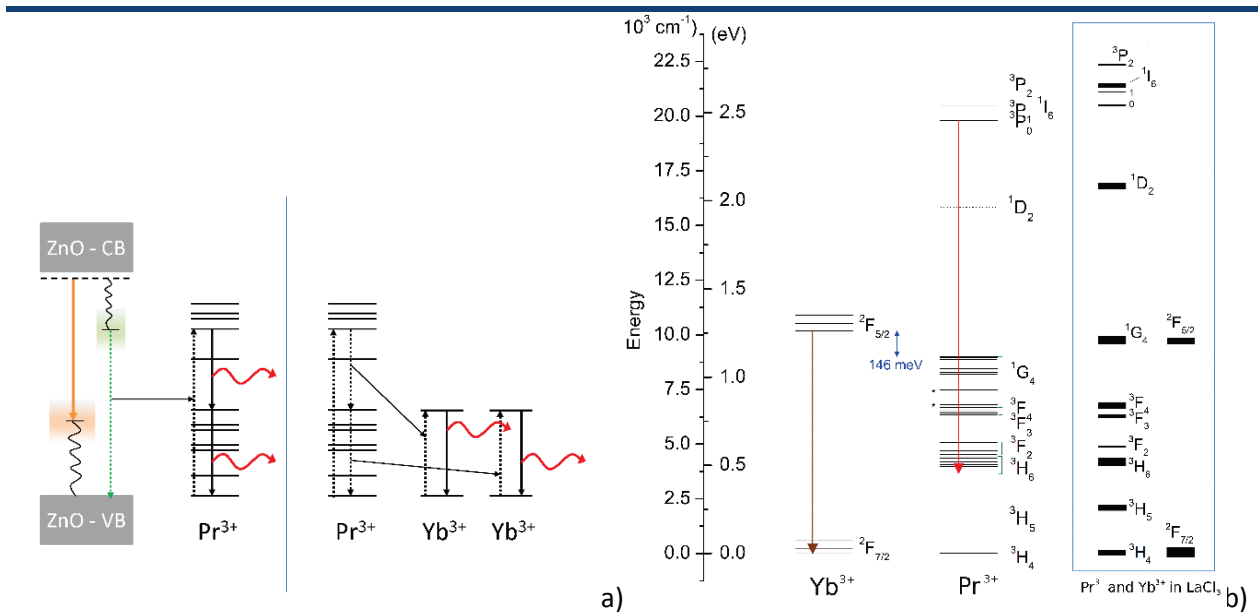 ZnO - CB
ZnO - VB
Pr³⁺
Pr³⁺
Yb³⁺
Yb³⁺
a)
10³ cm⁻¹) (eV)
22.5
20.0
17.5
15.0
12.5
10.0
7.5
5.0
2.5
0.0
2.5
2.0
1.5
1.0
0.5
0.0
Energy
²F₅/₂
146 meV
²F₇/₂
Yb³⁺
³P₂
³P₁ ¹I₆
³P₀
¹D₂
¹G₄
*
*
³F₄
³F₃
³F₂
³H₆
³H₅
³H₄
Pr³⁺
³P₂
¹I₆
1
0
¹D₂
¹G₄
²F₅/₂
³F₄
³F₃
³F₂
³H₆
³H₅
²F₇/₂
³H₄
Pr³ and Yb³⁺ in LaCl₃
b)